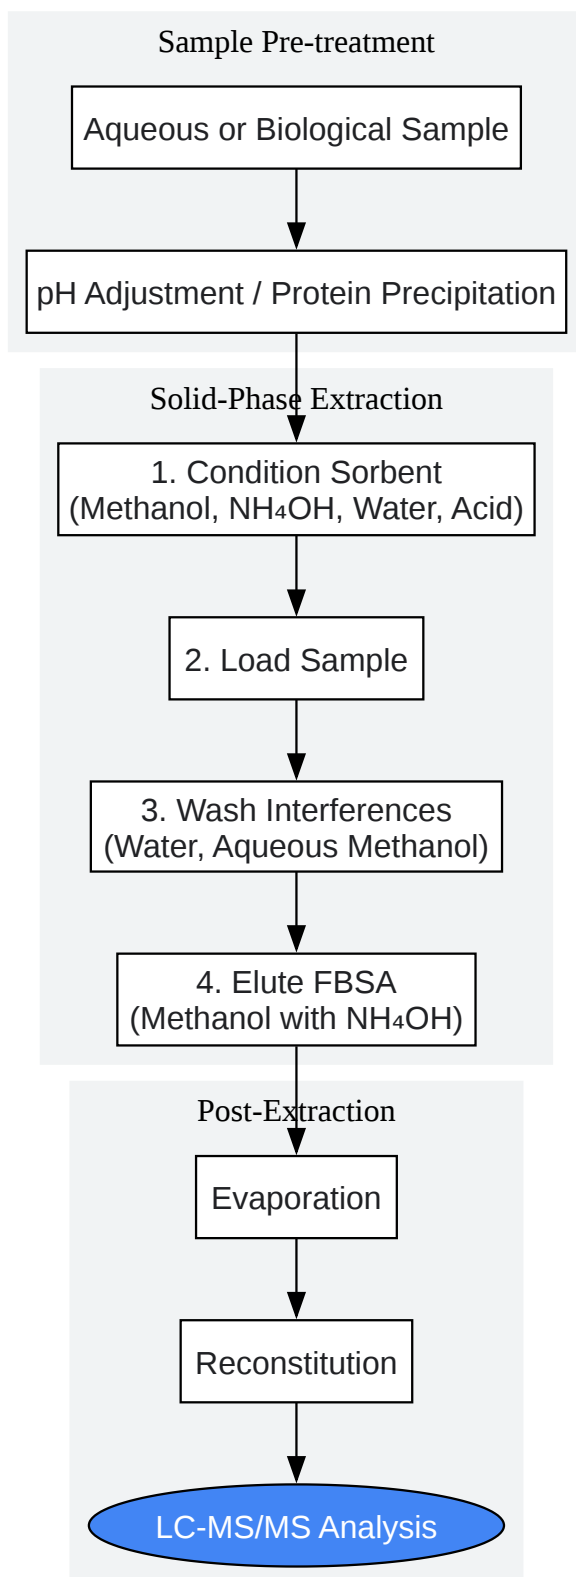 Sample Pre-treatment
Aqueous or Biological Sample
pH Adjustment / Protein Precipitation
Solid-Phase Extraction
1. Condition Sorbent
(Methanol, NH₄OH, Water, Acid)
2. Load Sample
3. Wash Interferences
(Water, Aqueous Methanol)
4. Elute FBSA
(Methanol with NH₄OH)
Post-Extraction
Evaporation
Reconstitution
LC-MS/MS Analysis